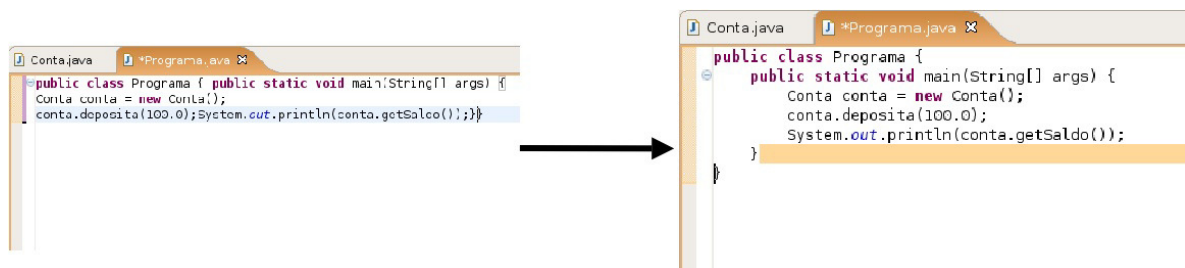 Conta.java *Programa.java
public class Programa { public static void main(String[] args) {
Conta conta = new Conta();
conta.deposita(100.0);System.out.println(conta.getSaldo());}}
Conta.java *Programa.java
public class Programa {
public static void main(String[] args) {
Conta conta = new Conta();
conta.deposita(100.0);
System.out.println(conta.getSaldo());
}
}